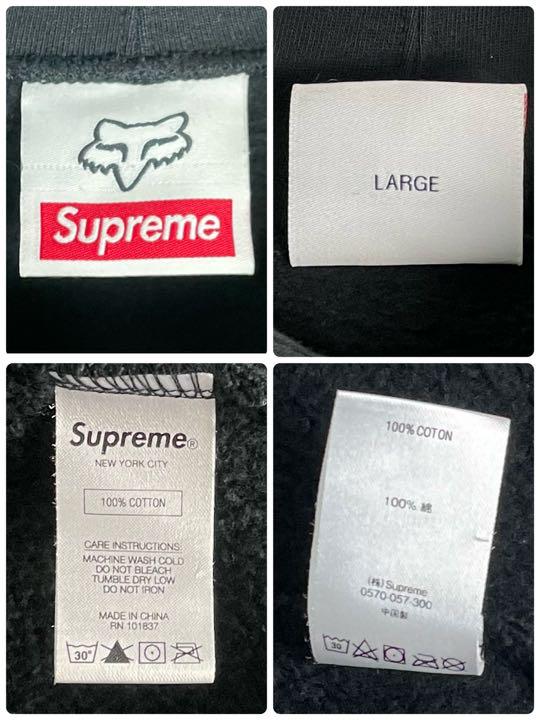 Supreme
LARGE
Supreme®
NEW YORK CITY
100% COTTON
CARE INSTRUCTIONS:
MACHINE WASH COLD
DO NOT BLEACH
TUMBLE DRY LOW
DO NOT IRON
MADE IN CHINA
RN 101837
30°
100% COTON
100% 綿
(株) Supreme
0570-057-300
中国製
30